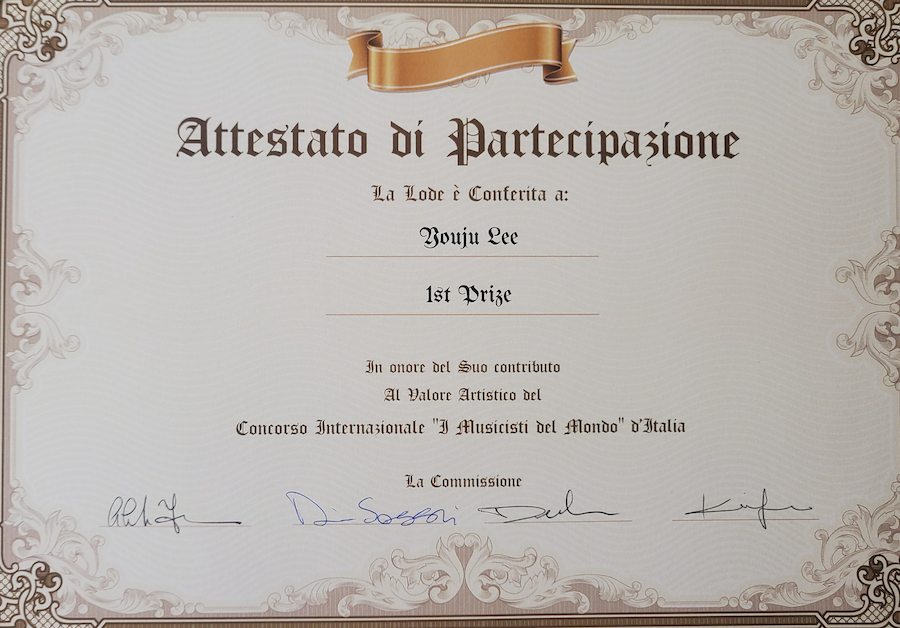 Attestato di Partecipazione
La Lode è Conferita a:
Youju Lee
1st Prize
In onore del Suo contributo
Al Valore Artistico del
Concorso Internazionale "I Musicisti del Mondo" d'Italia
La Commissione